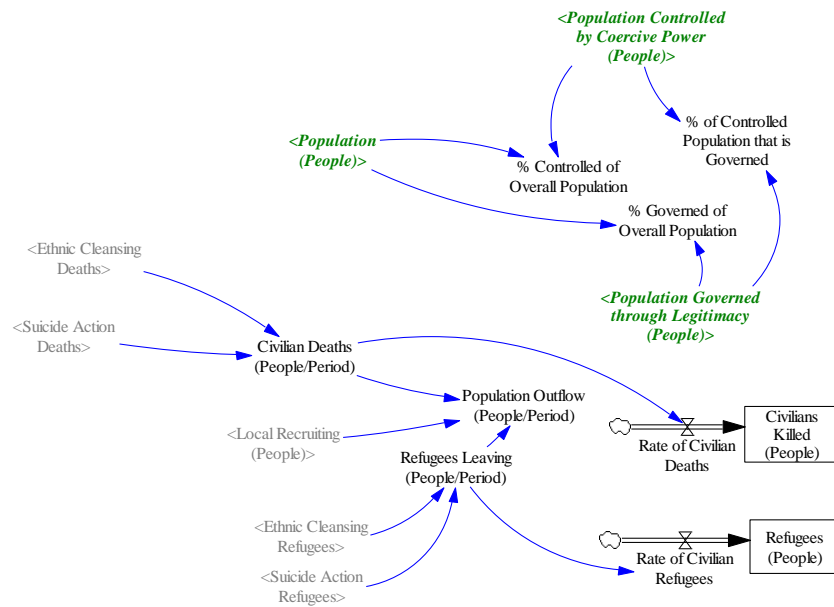 <Population Controlled
by Coercive Power
(People)>
<Population
(People)>
% of Controlled
Population that is
Governed
% Controlled of
Overall Population
% Governed of
Overall Population
<Ethnic Cleansing
Deaths>
<Population Governed
through Legitimacy
(People)>
<Suicide Action
Deaths>
Civilian Deaths
(People/Period)
Population Outflow
(People/Period)
Civilians
Killed
(People)
Rate of Civilian
Deaths
<Local Recruiting
(People)>
Refugees Leaving
(People/Period)
<Ethnic Cleansing
Refugees>
Refugees
(People)
Rate of Civilian
Refugees
<Suicide Action
Refugees>